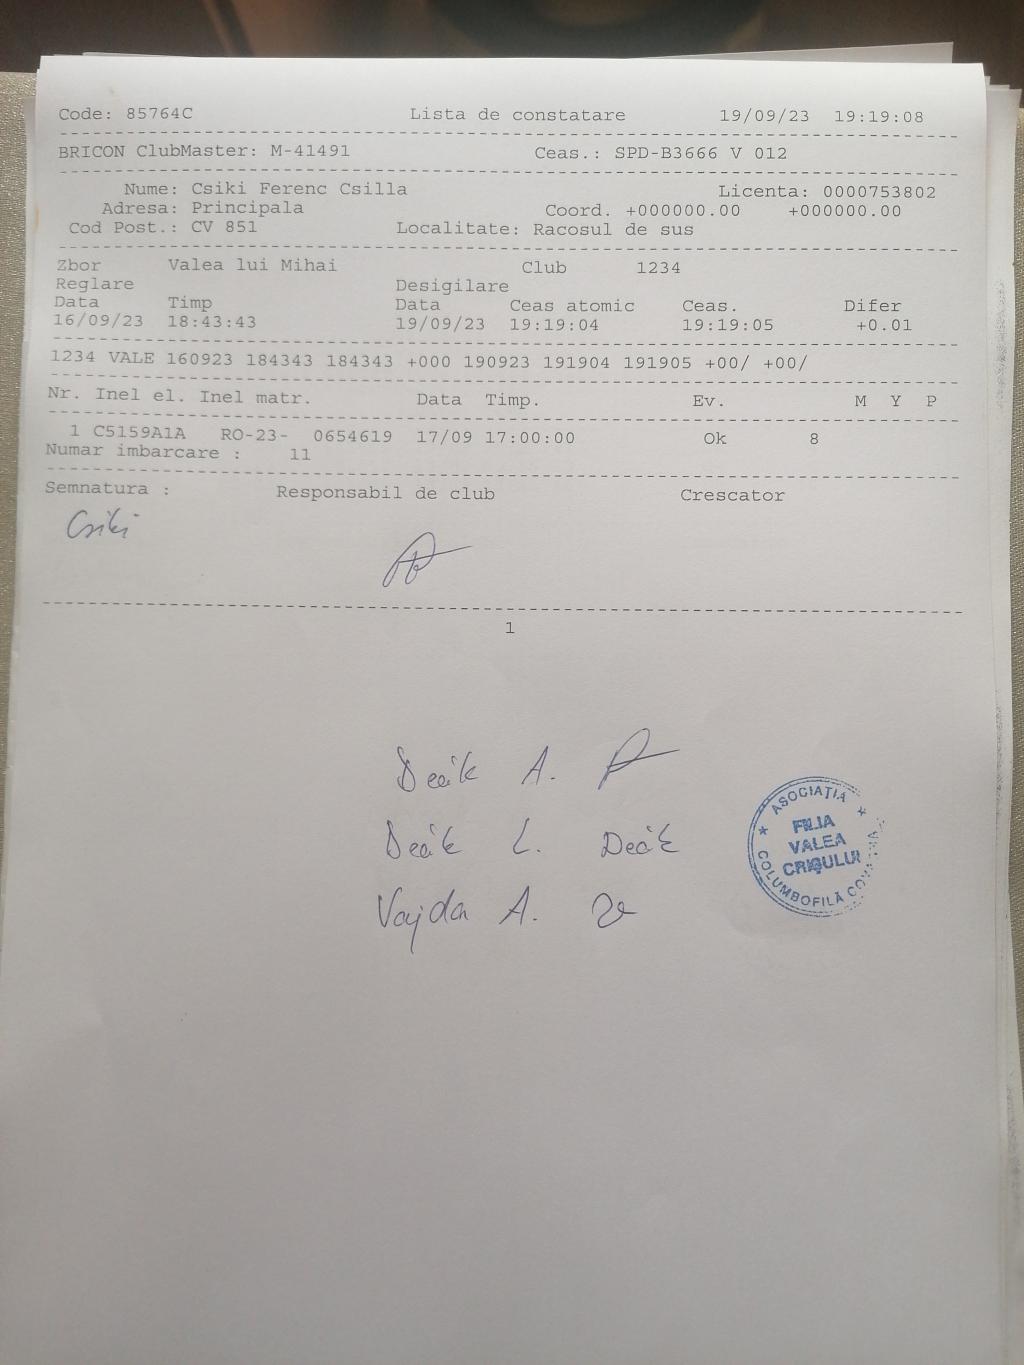 Code: 85764C Lista de constatare 19/09/23 19:19:08
BRICON ClubMaster: M-41491 Ceas.: SPD-B3666 V 012
Nume: Csiki Ferenc Csilla Licenta: 0000753802
Adresa: Principala Coord. +000000.00 +000000.00
Cod Post.: CV 851 Localitate: Racosul de sus
Zbor Valea lui Mihai Club 1234
Reglare Desigilare
Data Timp Data Ceas atomic Ceas. Difer
16/09/23 18:43:43 19/09/23 19:19:04 19:19:05 +0.01
1234 VALE 160923 184343 184343 +000 190923 191904 191905 +00/ +00/
Nr. Inel el. Inel matr. Data Timp. Ev. M Y P
1 C5159A1A RO-23- 0654619 17/09 17:00:00 Ok 8
Numar imbarcare : 11
Semnatura : Responsabil de club Crescator
Csiki
1
Deák A.
Deák L. Deák
Vajda A.
ASOCIAŢIA
FILIA
VALEA
CRIŞULUI
COLUMBOFILĂ